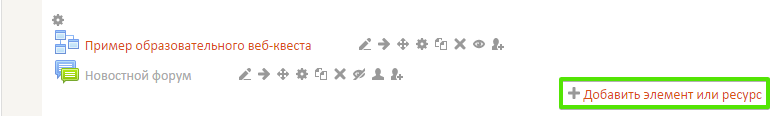 Пример образовательного веб-квеста
Новостной форум
Добавить элемент или ресурс